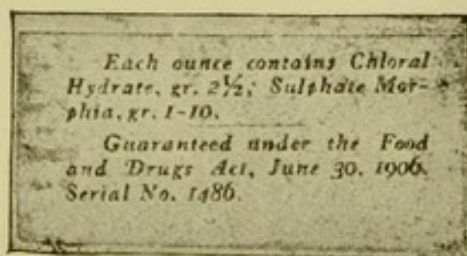 Each ounce contains Chloral
Hydrate, gr. 2½; Sulphate Mor-
phia, gr. 1-10.
Guaranteed under the Food
and Drugs Act, June 30, 1906.
Serial No. 1486.